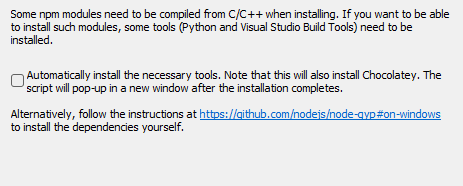 Some npm modules need to be compiled from C/C++ when installing. If you want to be able
to install such modules, some tools (Python and Visual Studio Build Tools) need to be
installed.
Automatically install the necessary tools. Note that this will also install Chocolatey. The
script will pop-up in a new window after the installation completes.
Alternatively, follow the instructions at https://github.com/nodejs/node-gyp#on-windows
to install the dependencies yourself.